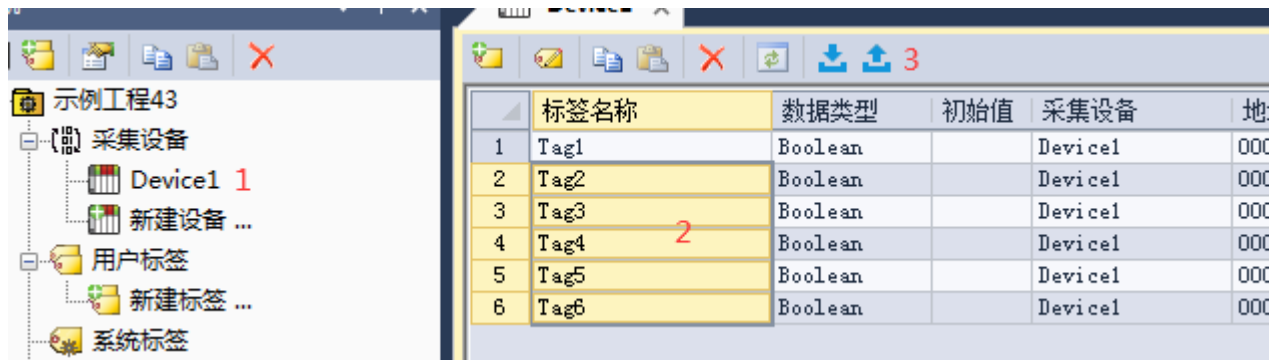 3
示例工程43
采集设备
Device1 1
新建设备 ...
用户标签
新建标签 ...
系统标签
标签名称 数据类型 初始值 采集设备
1 Tag1 Boolean Device1 000
2 Tag2 Boolean Device1 000
3 Tag3 Boolean Device1 000
2
4 Tag4 Boolean Device1 000
5 Tag5 Boolean Device1 000
6 Tag6 Boolean Device1 000